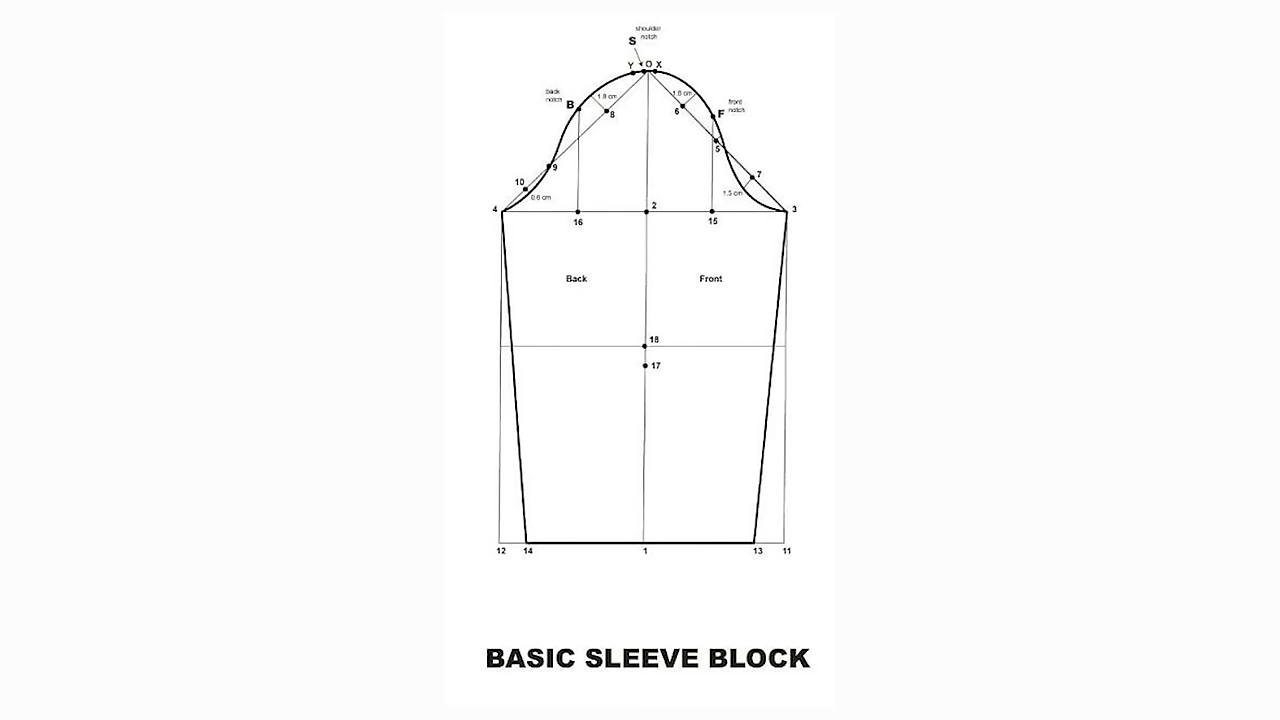 shoulder
notch
S
Y O X
back
notch
B
1.8 cm
8
1.8 cm
6
F
front
notch
5
9
10
7
0.6 cm
1.5 cm
4
3
2
16
15
Back
Front
18
17
12
14
1
13
11
BASIC SLEEVE BLOCK